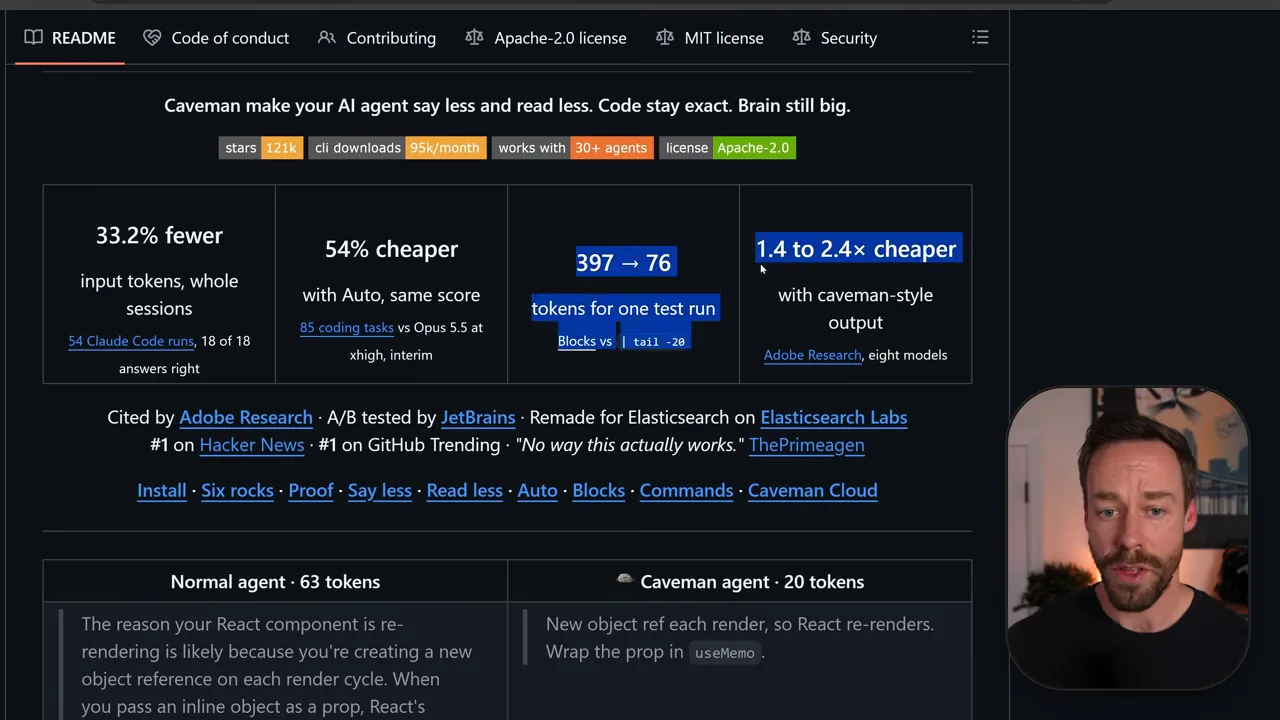 README
Code of conduct
Contributing
Apache-2.0 license
MIT license
Security
Caveman make your AI agent say less and read less. Code stay exact. Brain still big.
stars 121k
cli downloads 95k/month
works with 30+ agents
license Apache-2.0
33.2% fewer
input tokens, whole
sessions
54 Claude Code runs, 18 of 18
answers right
54% cheaper
with Auto, same score
85 coding tasks vs Opus 5.5 at
xhigh, interim
397 → 76
tokens for one test run
Blocks vs | tail -20
1.4 to 2.4× cheaper
with caveman-style
output
Adobe Research, eight models
Cited by Adobe Research · A/B tested by JetBrains · Remade for Elasticsearch on Elasticsearch Labs
#1 on Hacker News · #1 on GitHub Trending · "No way this actually works." ThePrimeagen
Install · Six rocks · Proof · Say less · Read less · Auto · Blocks · Commands · Caveman Cloud
Normal agent · 63 tokens
The reason your React component is re-
rendering is likely because you're creating a new
object reference on each render cycle. When
you pass an inline object as a prop, React's
Caveman agent · 20 tokens
New object ref each render, so React re-renders.
Wrap the prop in useMemo.